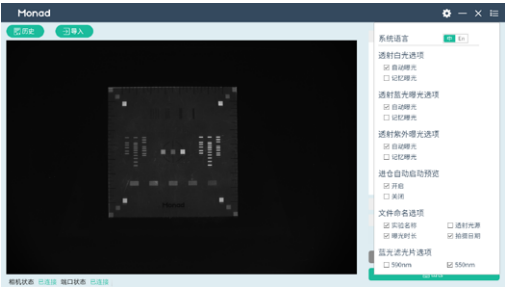 Monad
历史
导入
系统语言 中 En
透射白光选项
自动曝光
记忆曝光
透射蓝光曝光选项
自动曝光
记忆曝光
透射紫外曝光选项
自动曝光
记忆曝光
进仓自动启动预览
开启
关闭
文件命名选项
实验名称 透射光源
曝光时长 拍摄日期
蓝光滤光片选项
590nm 550nm
Monad
相机状态 已连接 端口状态 已连接